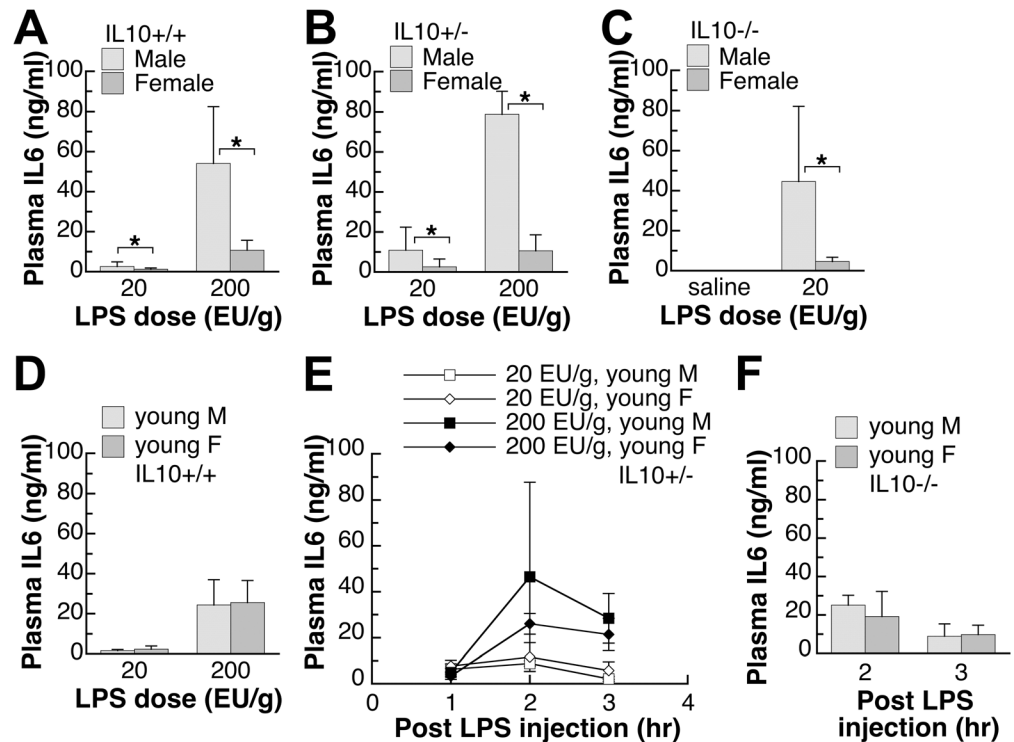 A
IL10+/+
Male
Female
Plasma IL6 (ng/ml)
100
80
60
40
20
0
*
*
20
200
LPS dose (EU/g)
B
IL10+/-
Male
Female
Plasma IL6 (ng/ml)
100
80
60
40
20
0
*
*
20
200
LPS dose (EU/g)
C
IL10-/-
Male
Female
Plasma IL6 (ng/ml)
100
80
60
40
20
0
*
saline
20
LPS dose (EU/g)
D
young M
young F
IL10+/+
Plasma IL6 (ng/ml)
100
80
60
40
20
0
20
200
LPS dose (EU/g)
E
20 EU/g, young M
20 EU/g, young F
200 EU/g, young M
200 EU/g, young F
IL10+/-
Plasma IL6 (ng/ml)
100
80
60
40
20
0
0
1
2
3
4
Post LPS injection (hr)
F
young M
young F
IL10-/-
Plasma IL6 (ng/ml)
100
80
60
40
20
0
2
3
Post LPS
injection (hr)